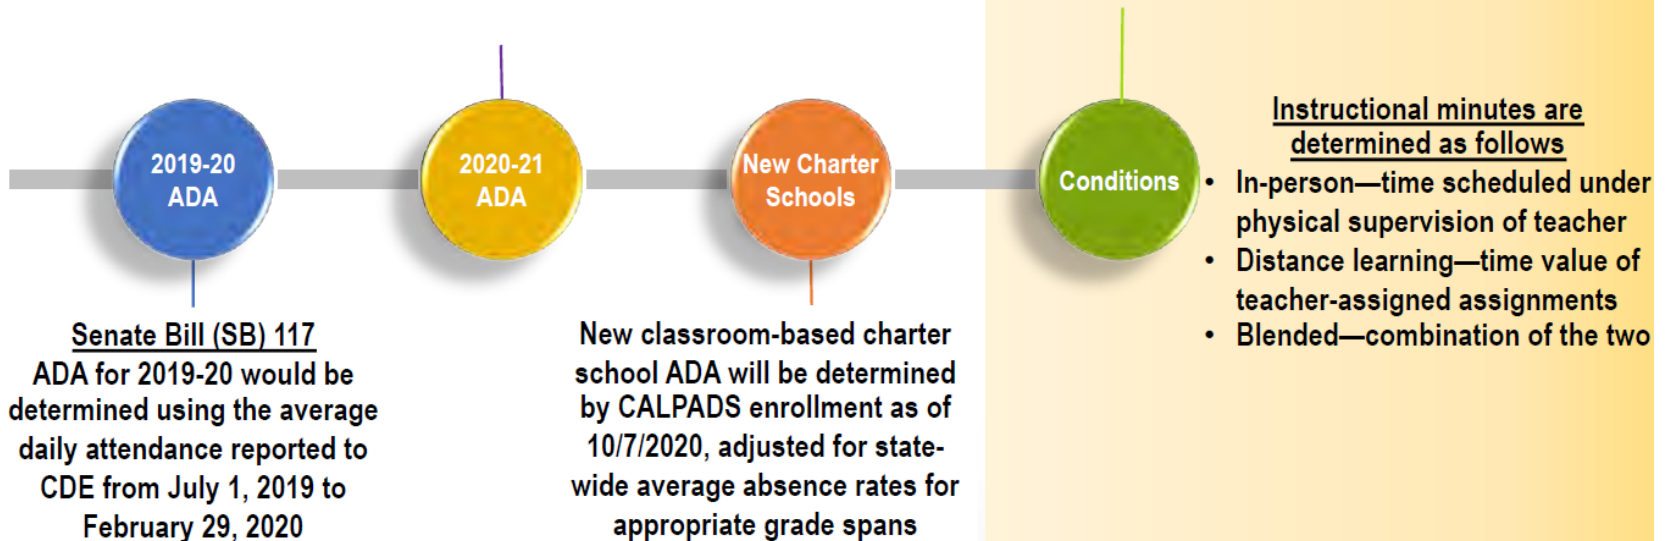 2019-20
ADA
2020-21
ADA
New Charter
Schools
Conditions
Senate Bill (SB) 117
ADA for 2019-20 would be
determined using the average
daily attendance reported to
CDE from July 1, 2019 to
February 29, 2020
New classroom-based charter
school ADA will be determined
by CALPADS enrollment as of
10/7/2020, adjusted for state-
wide average absence rates for
appropriate grade spans
Instructional minutes are
determined as follows
• In-person—time scheduled under
physical supervision of teacher
• Distance learning—time value of
teacher-assigned assignments
• Blended—combination of the two